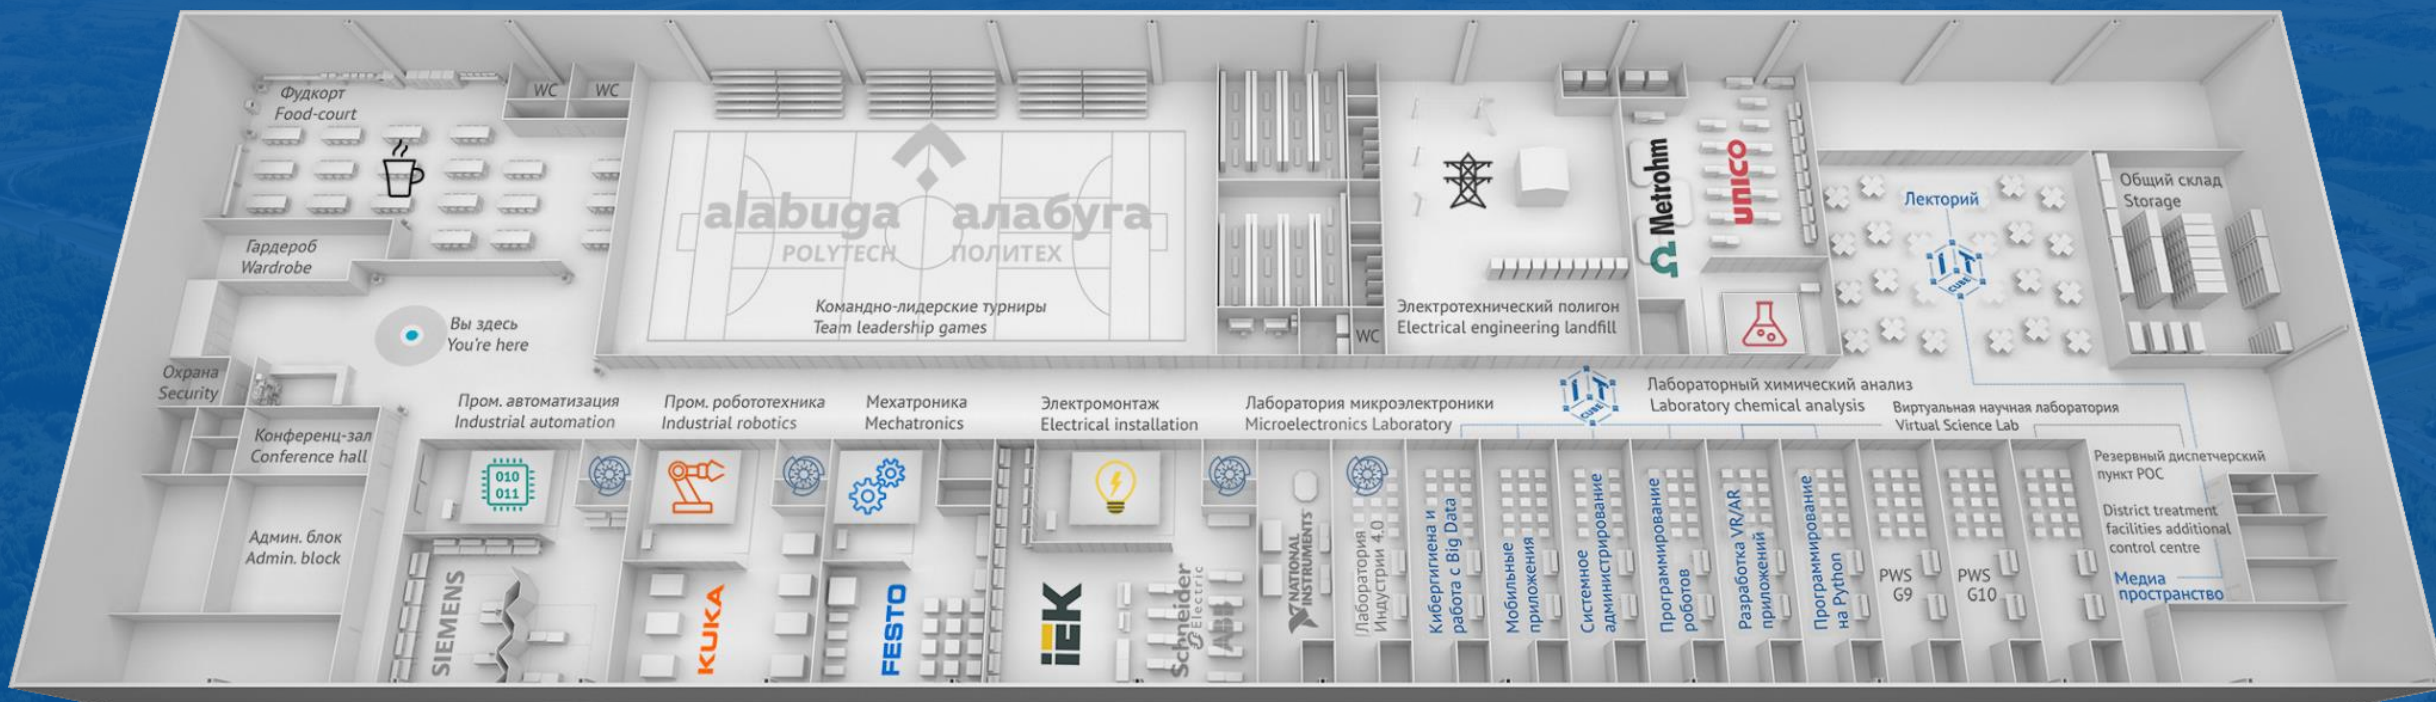 Фудкорт
Food-court
WC
WC
Гардероб
Wardrobe
Вы здесь
You're here
Охрана
Security
Конференц-зал
Conference hall
Админ. блок
Admin. block
alabuga
POLYTECH
алабуга
ПОЛИТЕХ
Командно-лидерские турниры
Team leadership games
WC
Электротехнический полигон
Electrical engineering landfill
Metrohm
UNICO
Лекторий
IT
CUBE
Общий склад
Storage
Пром. автоматизация
Industrial automation
Пром. робототехника
Industrial robotics
Мехатроника
Mechatronics
Электромонтаж
Electrical installation
Лаборатория микроэлектроники
Microelectronics Laboratory
IT
CUBE
Лабораторный химический анализ
Laboratory chemical analysis
Виртуальная научная лаборатория
Virtual Science Lab
Резервный диспетчерский
пункт РОС
District treatment
facilities additional
control centre
Медиа
пространство
010
011
SIEMENS
KUKA
FESTO
iEK
Schneider
Electric
ABB
NATIONAL
INSTRUMENTS
Лаборатория
Индустрии 4.0
Кибергигиена и
работа с Big Data
Мобильные
приложения
Системное
администрирование
Программирование
роботов
Разработка VR/AR
приложений
Программирование
на Python
PWS
G9
PWS
G10